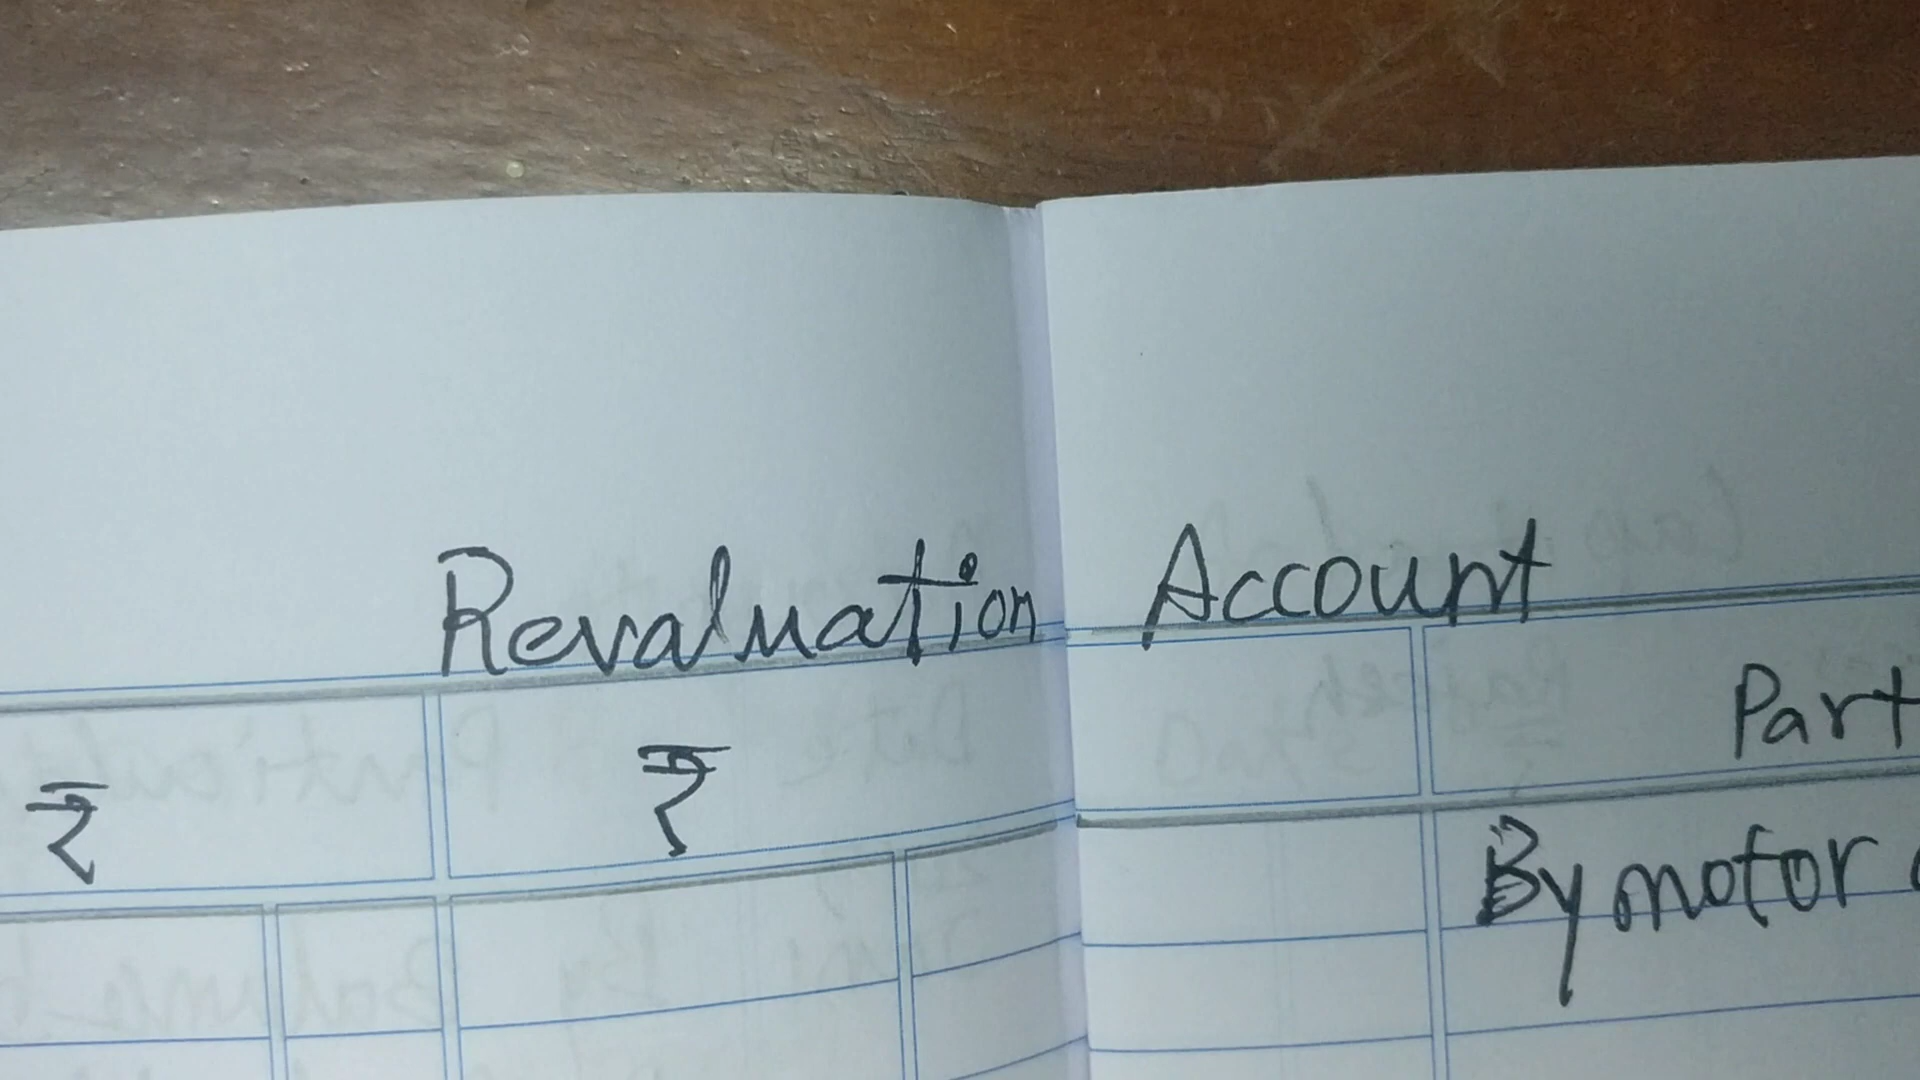 Revaluation Account
₹ ₹ Part
By motor